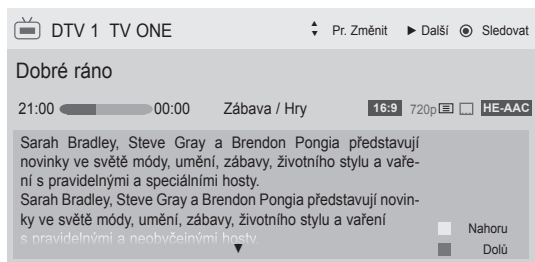 DTV 1 TV ONE Pr. Změnit Další Sledovat
Dobré ráno
21:00 00:00 Zábava / Hry 16:9 720p HE-AAC
Sarah Bradley, Steve Gray a Brendon Pongia představují
novinky ve světě módy, umění, zábavy, životního stylu a vaře-
ní s pravidelnými a speciálními hosty.
Sarah Bradley, Steve Gray a Brendon Pongia představují novin-
ky ve světě módy, umění, zábavy, životního stylu a vaření
s pravidelnými a neobyčejnými hosty.
Nahoru
Dolů